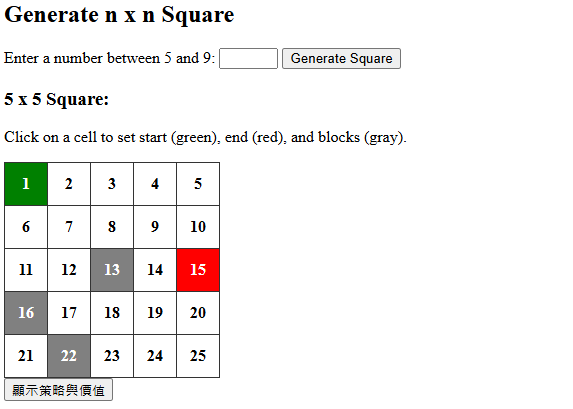 Generate n x n Square
Enter a number between 5 and 9: Generate Square
5 x 5 Square:
Click on a cell to set start (green), end (red), and blocks (gray).
1 2 3 4 5
6 7 8 9 10
11 12 13 14 15
16 17 18 19 20
21 22 23 24 25
顯示策略與價值